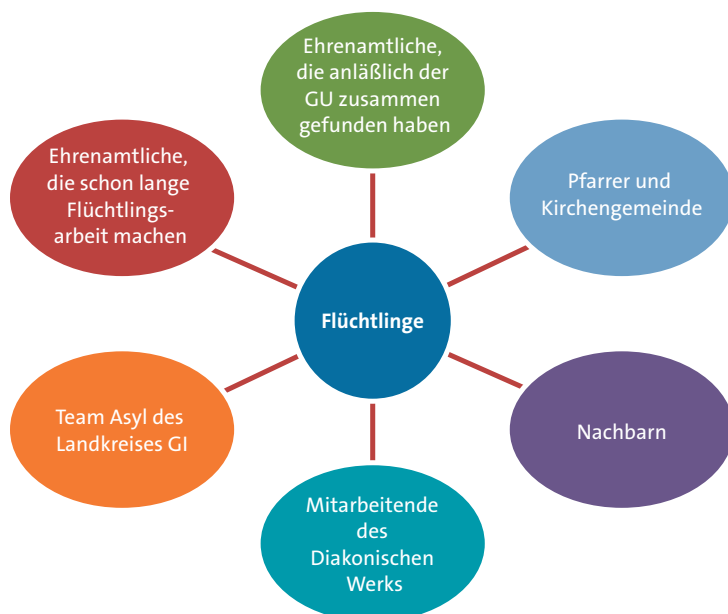 Ehrenamtliche,
die anläßlich der
GU zusammen
gefunden haben
Ehrenamtliche,
die schon lange
Flüchtlings-
arbeit machen
Pfarrer und
Kirchengemeinde
Flüchtlinge
Team Asyl des
Landkreises GI
Nachbarn
Mitarbeitende
des
Diakonischen
Werks